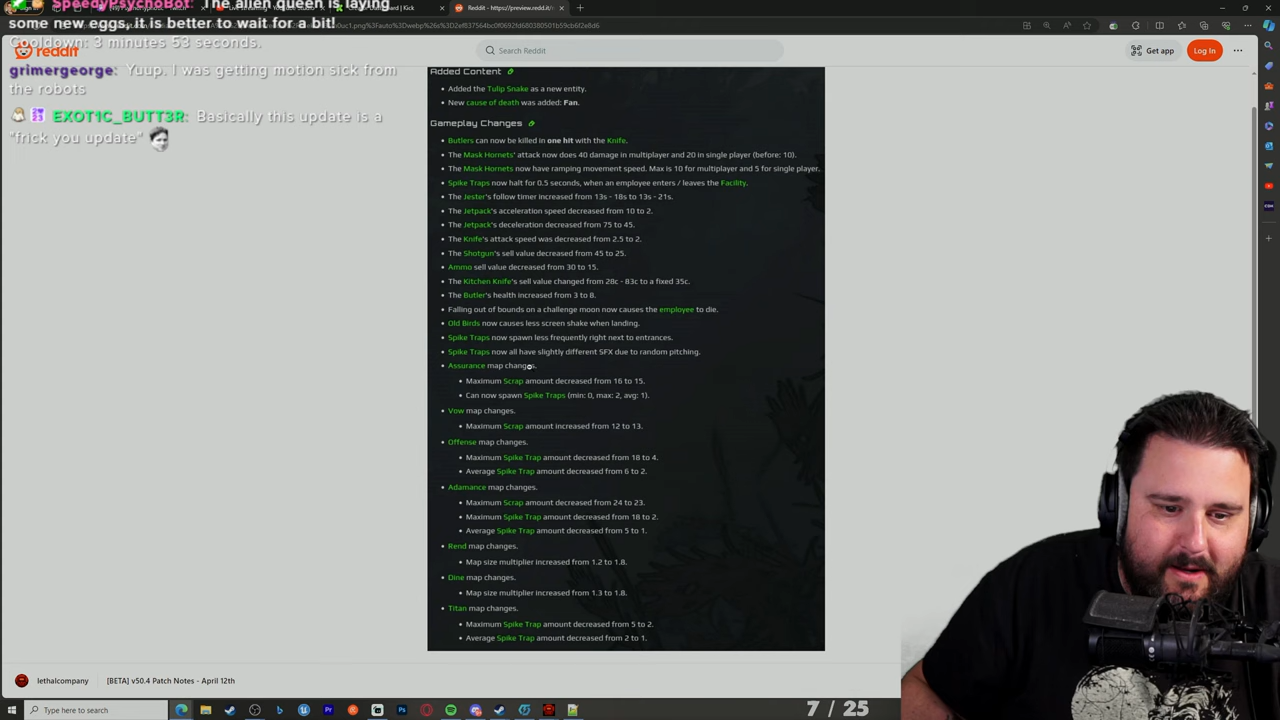 SpeedyPsychoBot: The alien queen is laying
some new eggs, it is better to wait for a bit!
Cooldown: 3 minutes 53 seconds.
grimergeorge: Yuup. I was getting motion sick from
the robots
EXOT1C_BUTT3R: Basically this update is a
"frick you update"
| Kick
Reddit - https://preview.redd.it/
reddit
Search Reddit
Get app
Log In
Added Content
• Added the Tulip Snake as a new entity.
• New cause of death was added: Fan.
Gameplay Changes
• Butlers can now be killed in one hit with the Knife.
• The Mask Hornets' attack now does 40 damage in multiplayer and 20 in single player (before: 10).
• The Mask Hornets now have ramping movement speed. Max is 10 for multiplayer and 5 for single player.
• Spike Traps now halt for 0.5 seconds, when an employee enters / leaves the Facility.
• The Jester's follow timer increased from 13s - 18s to 13s - 21s.
• The Jetpack's acceleration speed decreased from 10 to 2.
• The Jetpack's deceleration decreased from 75 to 45.
• The Knife's attack speed was decreased from 2.5 to 2.
• The Shotgun's sell value decreased from 45 to 25.
• Ammo sell value decreased from 30 to 15.
• The Kitchen Knife's sell value changed from 28c - 83c to a fixed 35c.
• The Butler's health increased from 3 to 8.
• Falling out of bounds on a challenge moon now causes the employee to die.
• Old Birds now causes less screen shake when landing.
• Spike Traps now spawn less frequently right next to entrances.
• Spike Traps now all have slightly different SFX due to random pitching.
• Assurance map changes.
• Maximum Scrap amount decreased from 16 to 15.
• Can now spawn Spike Traps (min: 0, max: 2, avg: 1).
• Vow map changes.
• Maximum Scrap amount increased from 12 to 13.
• Offense map changes.
• Maximum Spike Trap amount decreased from 18 to 4.
• Average Spike Trap amount decreased from 6 to 2.
• Adamance map changes.
• Maximum Scrap amount decreased from 24 to 23.
• Maximum Spike Trap amount decreased from 18 to 2.
• Average Spike Trap amount decreased from 5 to 1.
• Rend map changes.
• Map size multiplier increased from 1.2 to 1.8.
• Dine map changes.
• Map size multiplier increased from 1.3 to 1.8.
• Titan map changes.
• Maximum Spike Trap amount decreased from 5 to 2.
• Average Spike Trap amount decreased from 2 to 1.
lethalcompany
[BETA] v50.4 Patch Notes - April 12th
Type here to search
7 / 25